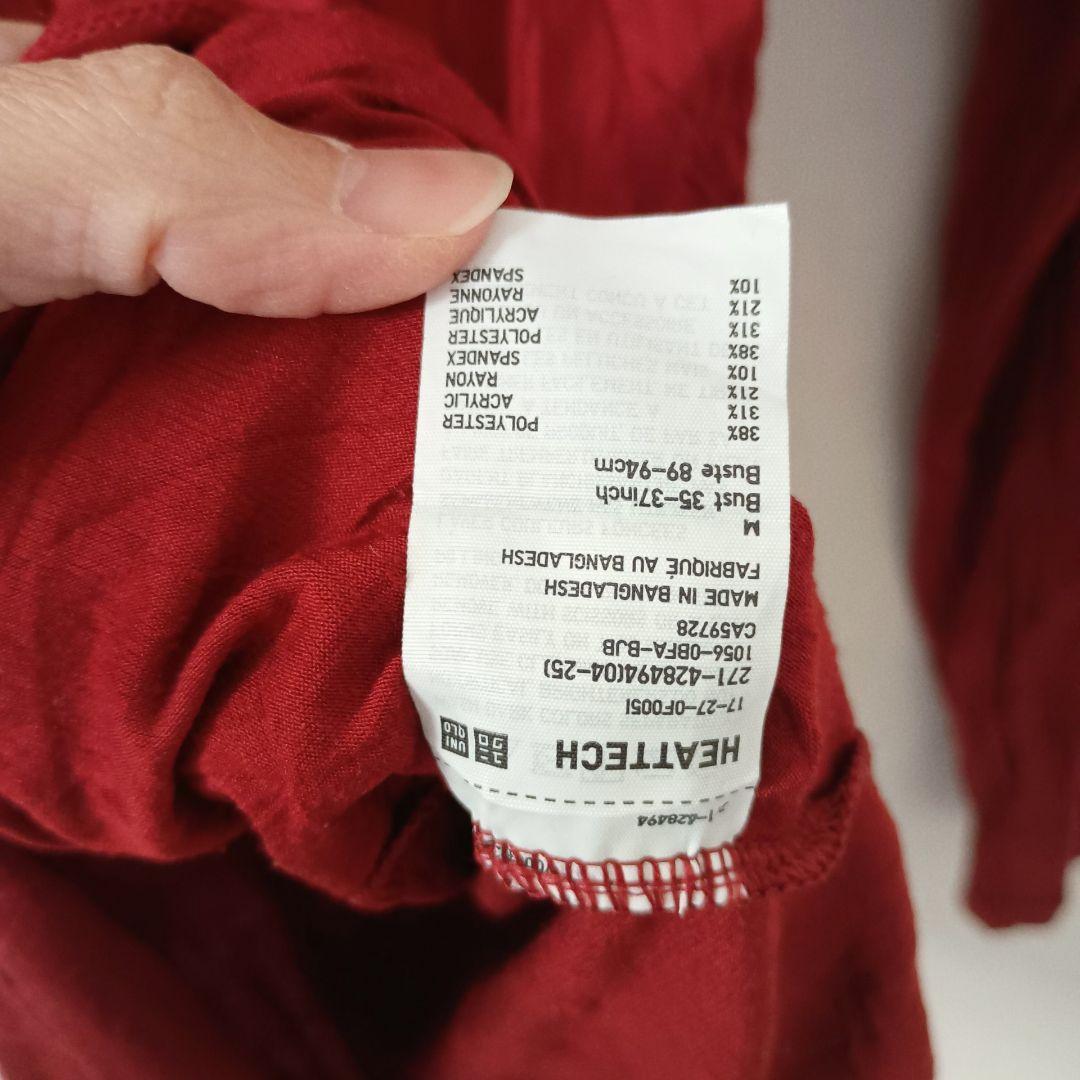 1-428494
HEATTECH
UNI
QLO
17-27-0F005I
271-428494(04-25)
1056-0BFA-BJB
CA59728
MADE IN BANGLADESH
FABRIQUÉ AU BANGLADESH
M
Bust 35-37inch
Buste 89-94cm
38% POLYESTER
31% ACRYLIC
21% RAYON
10% SPANDEX
38% POLYESTER
31% ACRYLIQUE
21% RAYONNE
10% SPANDEX